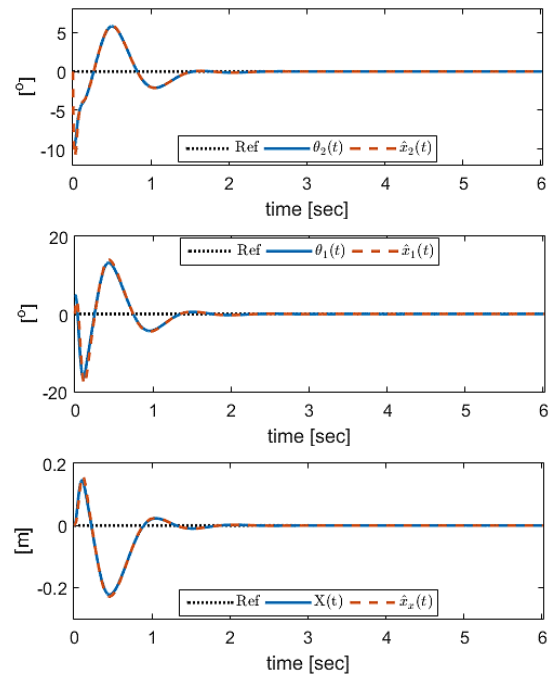 5
0
-5
-10
[°]
Ref θ₂(t) x̂₂(t)
0 1 2 3 4 5 6
time [sec]
20
0
-20
[°]
Ref θ₁(t) x̂₁(t)
0 1 2 3 4 5 6
time [sec]
0.2
0
-0.2
[m]
Ref X(t) x̂ₓ(t)
0 1 2 3 4 5 6
time [sec]